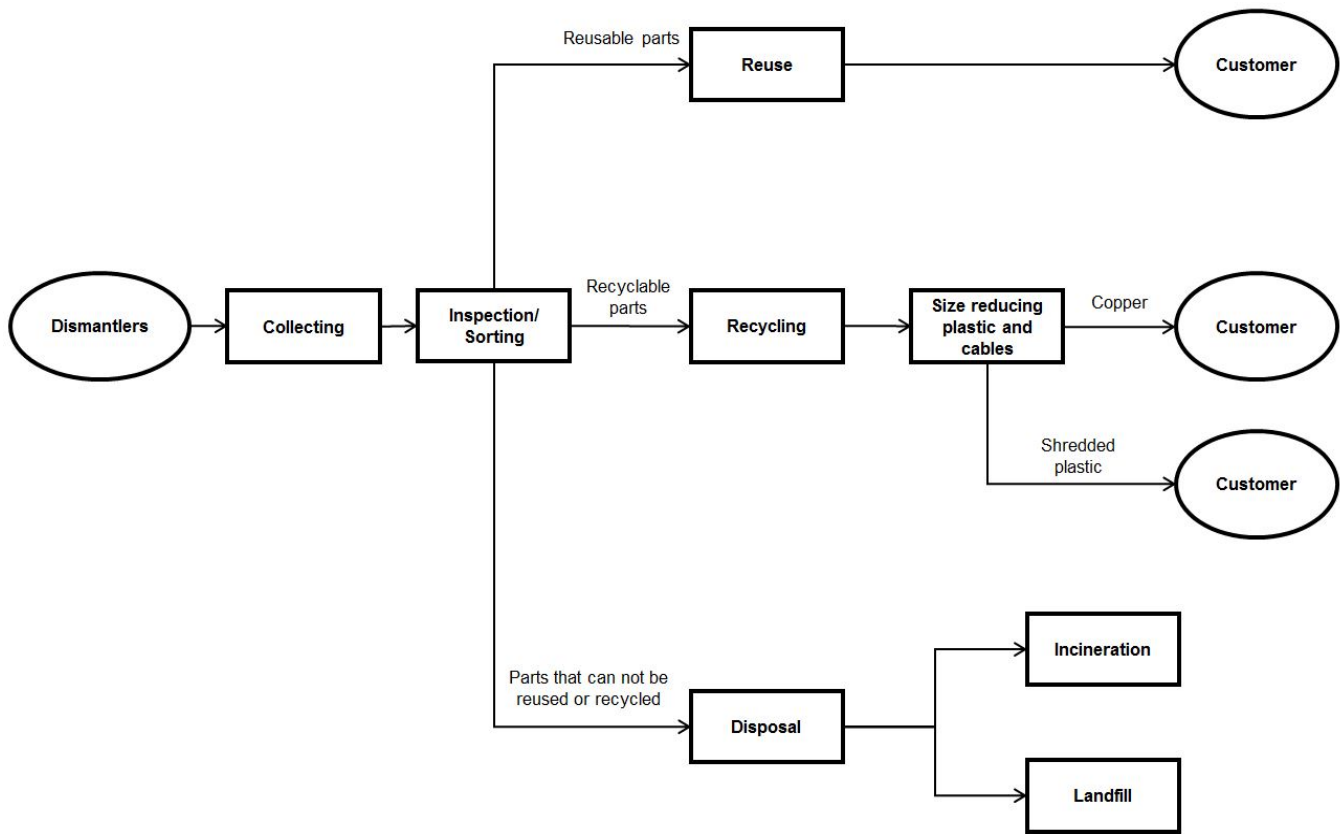 Reusable parts
Reuse
Customer
Dismantlers
Collecting
Inspection/
Sorting
Recyclable
parts
Recycling
Size reducing
plastic and
cables
Copper
Customer
Shredded
plastic
Customer
Parts that can not be
reused or recycled
Disposal
Incineration
Landfill